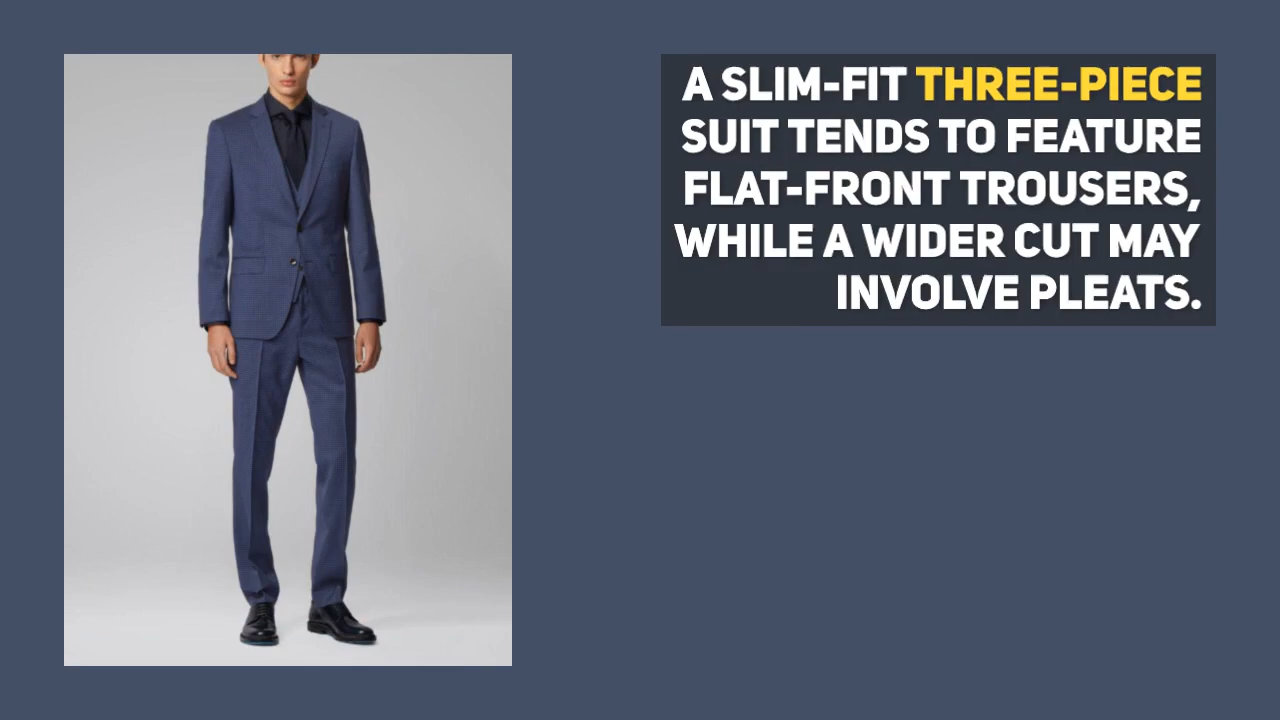 A SLIM-FIT THREE-PIECE
SUIT TENDS TO FEATURE
FLAT-FRONT TROUSERS,
WHILE A WIDER CUT MAY
INVOLVE PLEATS.